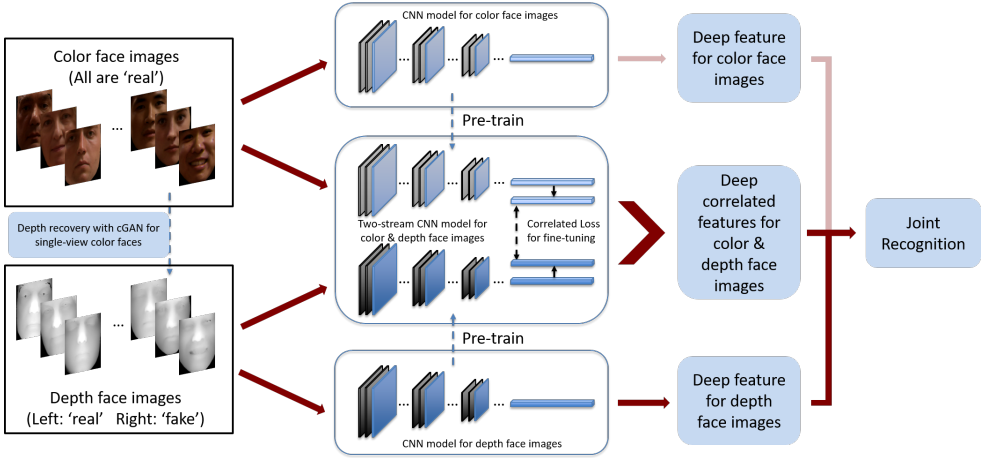 Color face images
(All are ‘real’)
...
Depth recovery with cGAN for
single-view color faces
...
Depth face images
(Left: ‘real’ Right: ‘fake’)
CNN model for color face images
... ... ...
Pre-train
... ... ...
Two-stream CNN model for
color & depth face images
Correlated Loss
for fine-tuning
... ... ...
Pre-train
... ... ...
CNN model for depth face images
Deep feature
for color face
images
Deep
correlated
features for
color &
depth face
images
Deep feature
for depth
face images
Joint
Recognition